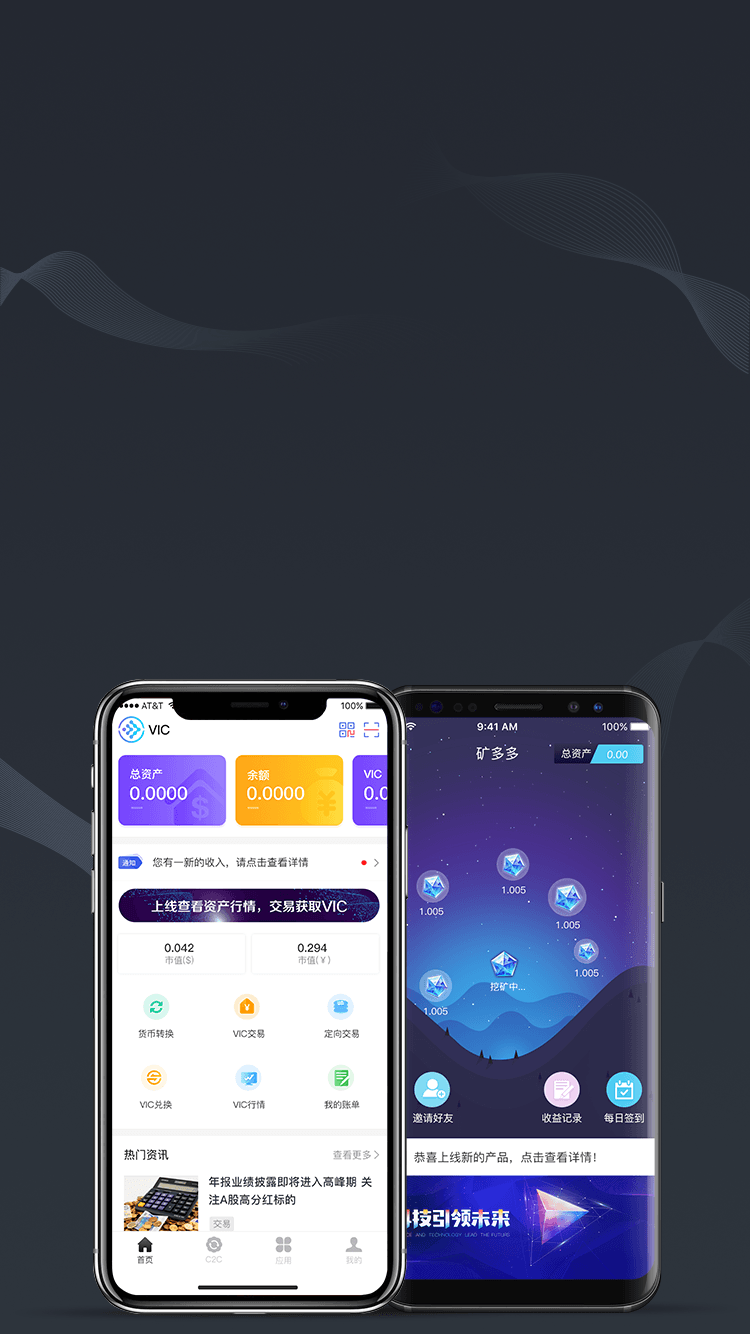 AT&T
100%
VIC
总资产
0.0000
余额
0.0000
VIC
0.0
通知
您有一新的收入，请点击查看详情
上线查看资产行情，交易获取VIC
0.042
市值($)
0.294
市值(￥)
货币转换
VIC交易
定向交易
VIC兑换
VIC行情
我的账单
热门资讯
查看更多
年报业绩披露即将进入高峰期 关
注A股高分红标的
交易
首页
C2C
应用
我的
9:41 AM
100%
矿多多
总资产
0.00
1.005
1.005
1.005
1.005
挖矿中...
1.005
邀请好友
收益记录
每日签到
恭喜上线新的产品，点击查看详情！
技引领未来
AND TECHNOLOGY LEAD THE FUTURE